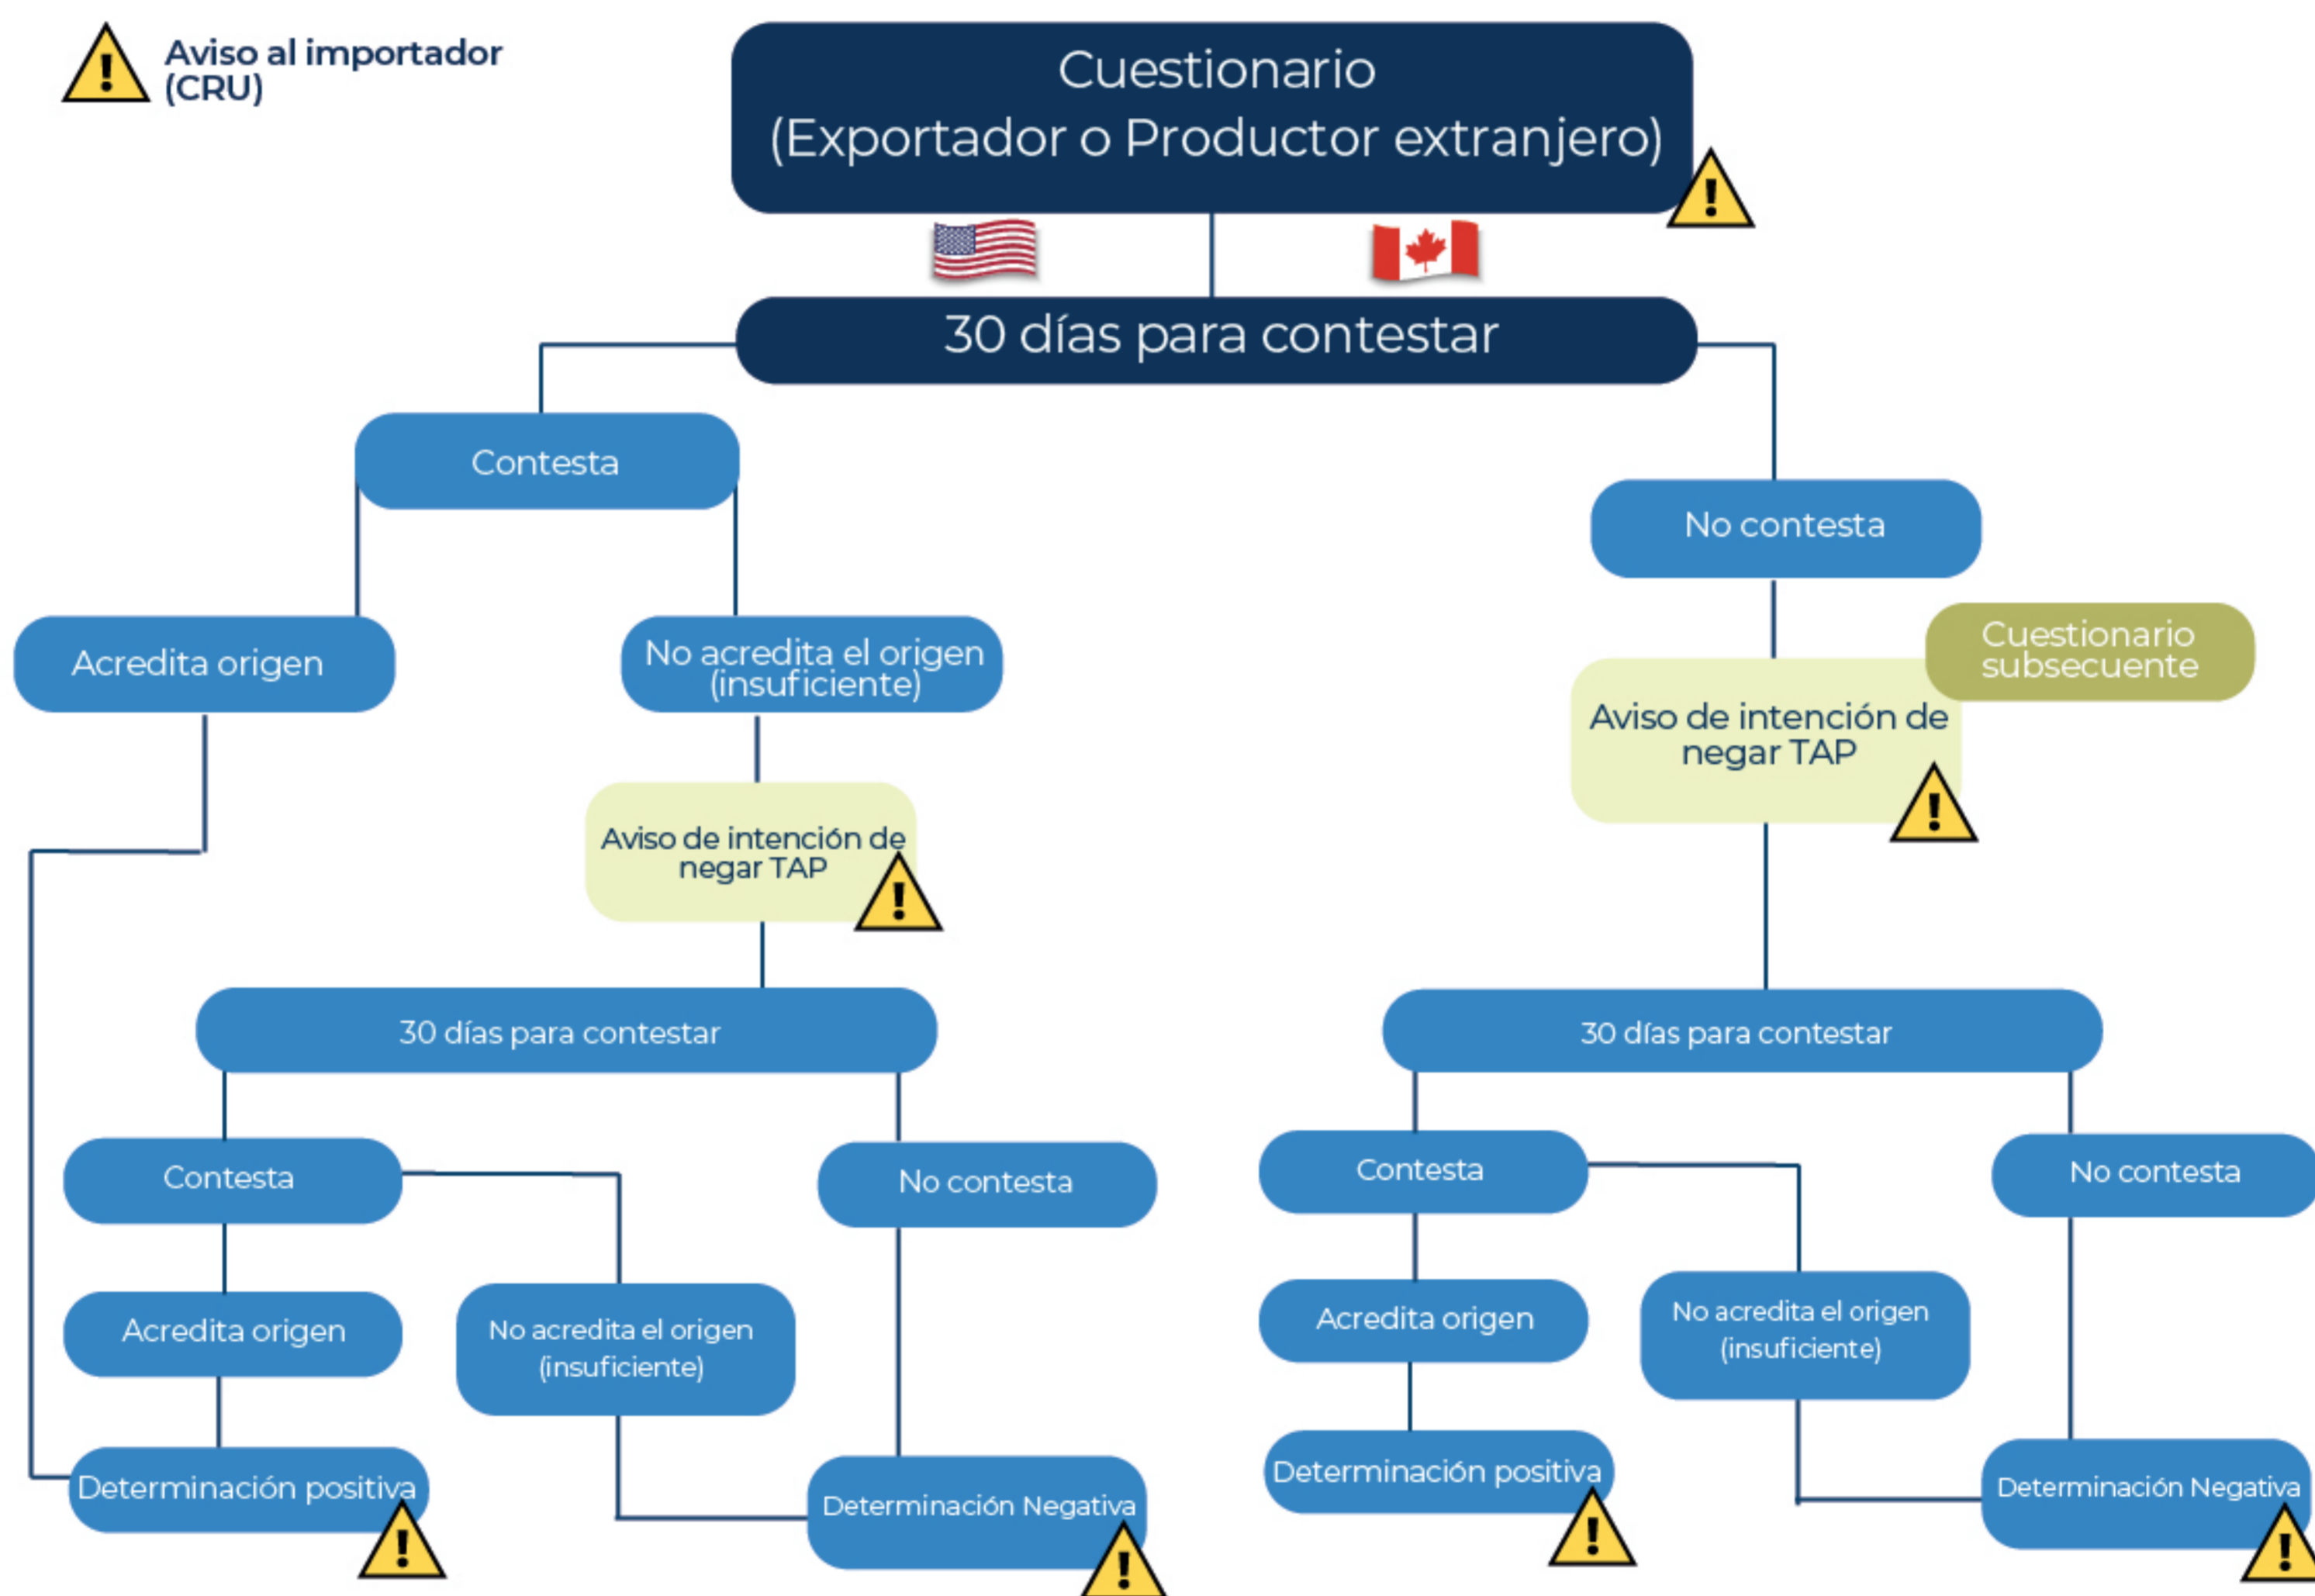 Aviso al importador
(CRU)
Cuestionario
(Exportador o Productor extranjero)
30 días para contestar
Contesta
No contesta
Acredita origen
No acredita el origen
(insuficiente)
Cuestionario
subsecuente
Aviso de intención de
negar TAP
Aviso de intención de
negar TAP
30 días para contestar
30 días para contestar
Contesta
No contesta
Contesta
No contesta
Acredita origen
No acredita el origen
(insuficiente)
Acredita origen
No acredita el origen
(insuficiente)
Determinación positiva
Determinación Negativa
Determinación positiva
Determinación Negativa